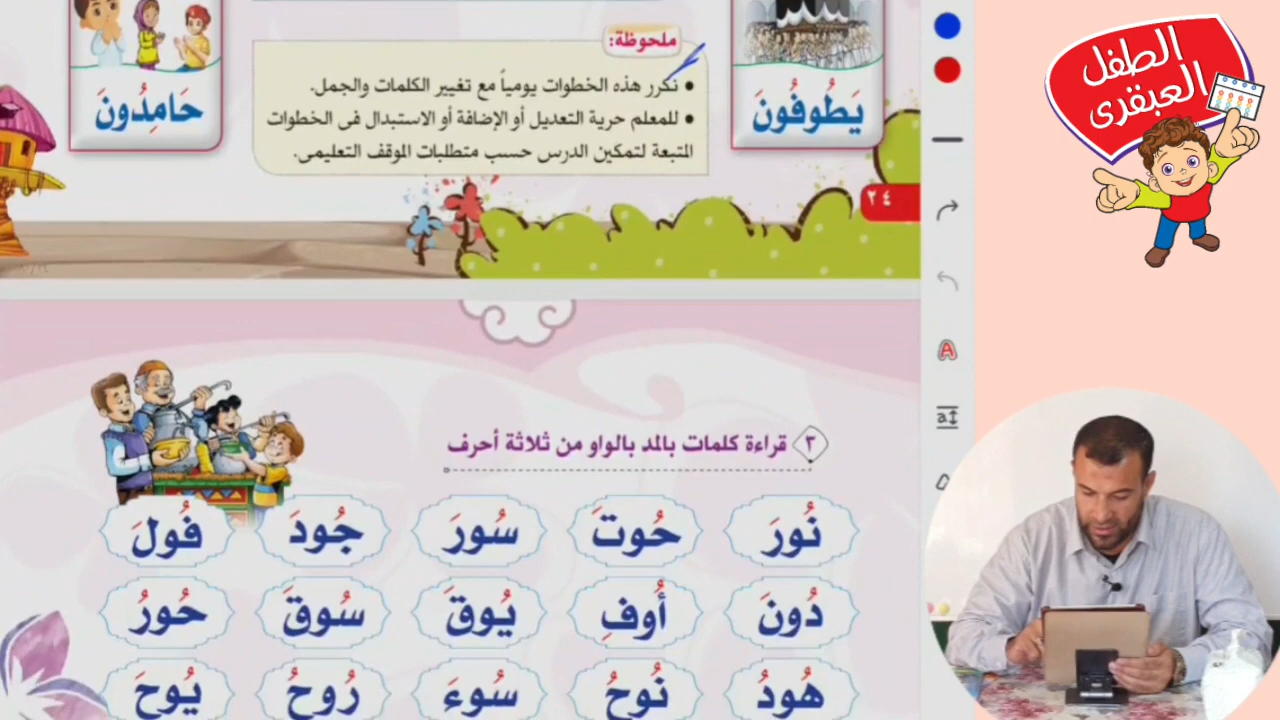 ملحوظة:
• نكرر هذه الخطوات يومياً مع تغيير الكلمات والجمل.
• للمعلم حرية التعديل أو الإضافة أو الاستبدال فى الخطوات
المتبعة لتمكين الدرس حسب متطلبات الموقف التعليمى.
يَطُوفُونَ
حَامِدُونَ
٢٤
٣ قراءة كلمات بالمد بالواو من ثلاثة أحرف
نُورَ حُوتَ سُورَ جُودَ فُولَ
دُونَ أُوفِ يُوقَ سُوقَ حُورُ
هُودُ نُوحُ سُوءَ رُوحُ يُوحَ
الطفل
العبقرى
A
a